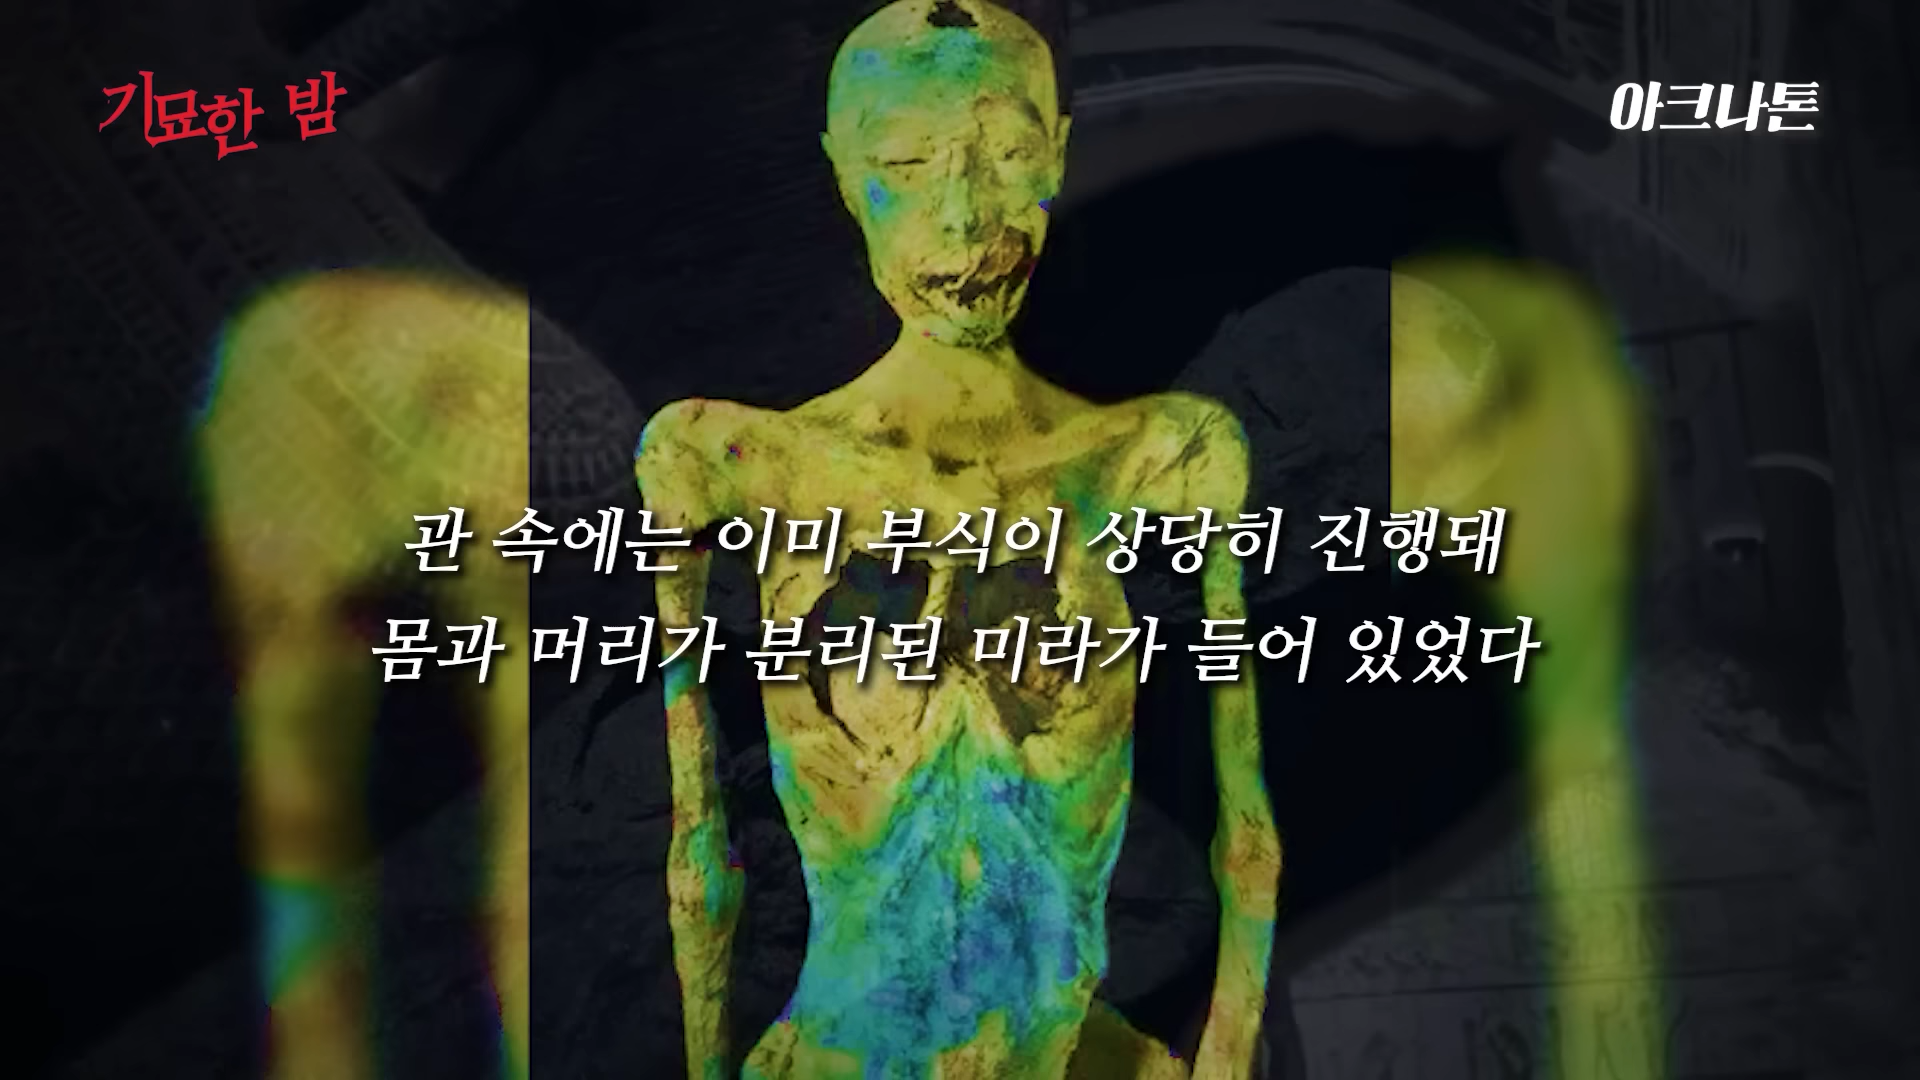 기묘한 밤
아크나톤
관 속에는 이미 부식이 상당히 진행돼
몸과 머리가 분리된 미라가 들어 있었다